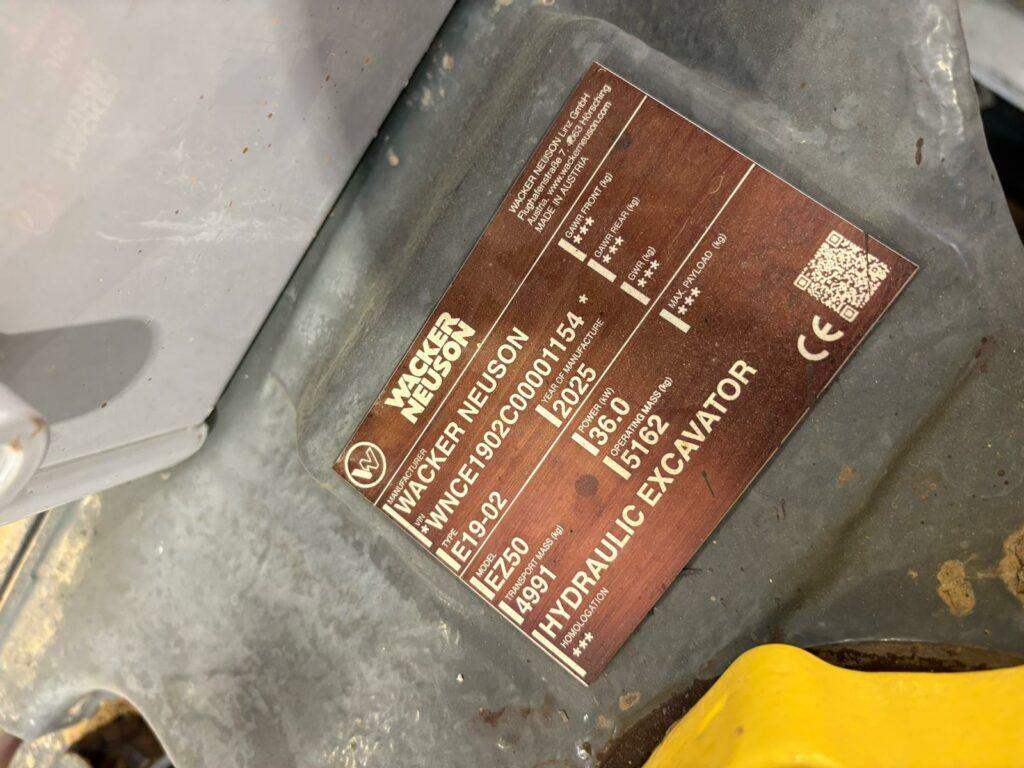 WACKER
NEUSON
WACKER NEUSON Linz GmbH
Flughafenstraße 7, 4063 Hörsching
Austria, www.wackerneuson.com
MADE IN AUSTRIA
MANUFACTURER
WACKER NEUSON
VIN
*WNCE1902C00001154*
TYPE
E19-02
YEAR OF MANUFACTURE
2025
GAWR FRONT (kg)
***
GAWR REAR (kg)
***
GWR (kg)
***
MODEL
EZ50
POWER (kW)
36.0
MAX. PAYLOAD (kg)
***
TRANSPORT MASS (kg)
4991
OPERATING MASS (kg)
5162
HYDRAULIC EXCAVATOR
HOMOLOGATION
***
CE